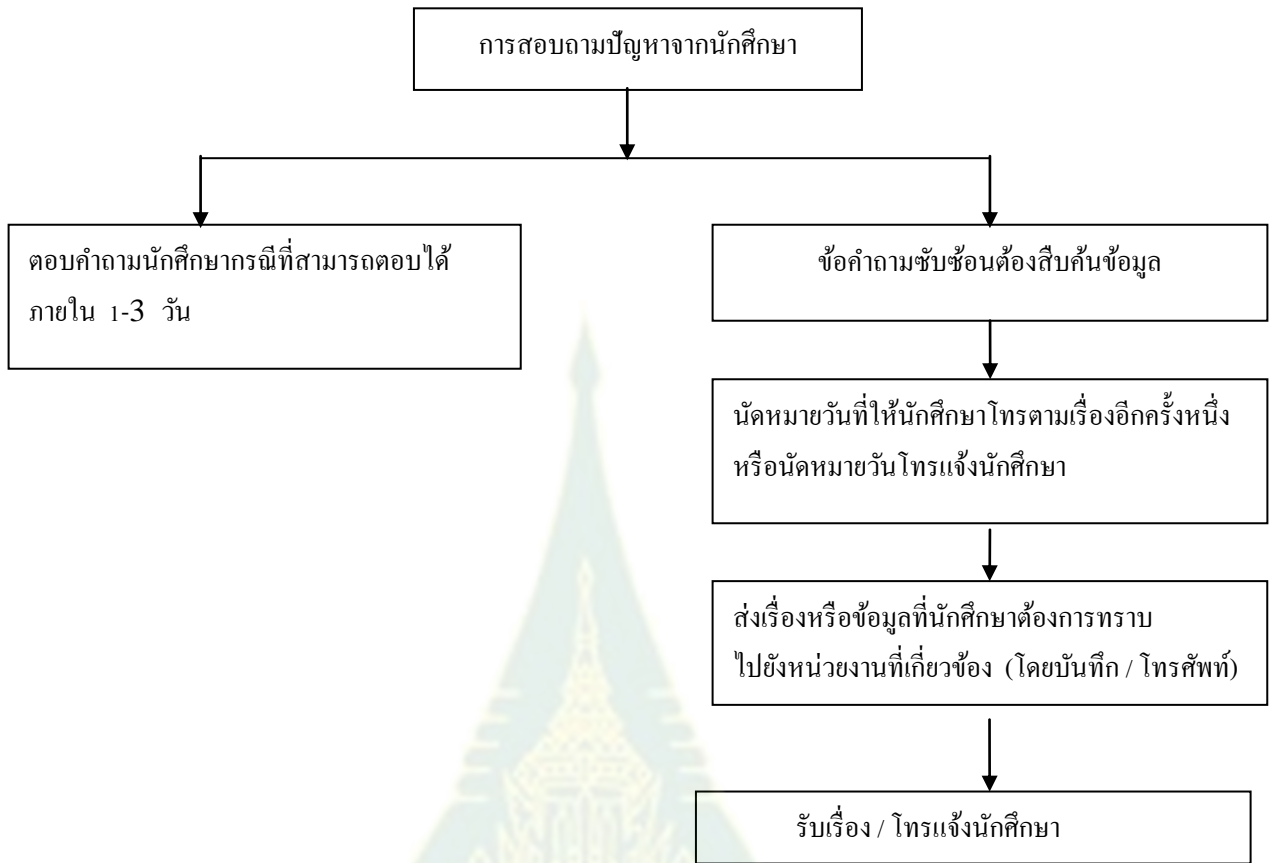 การสอบถามปัญหาจากนักศึกษา
ตอบคำถามนักศึกษากรณีที่สามารถตอบได้
ภายใน 1-3 วัน
ข้อคำถามซับซ้อนต้องสืบค้นข้อมูล
นัดหมายวันที่ให้นักศึกษาโทรตามเรื่องอีกครั้งหนึ่ง
หรือนัดหมายวันโทรแจ้งนักศึกษา
ส่งเรื่องหรือข้อมูลที่นักศึกษาต้องการทราบ
ไปยังหน่วยงานที่เกี่ยวข้อง (โดยบันทึก / โทรศัพท์)
รับเรื่อง / โทรแจ้งนักศึกษา